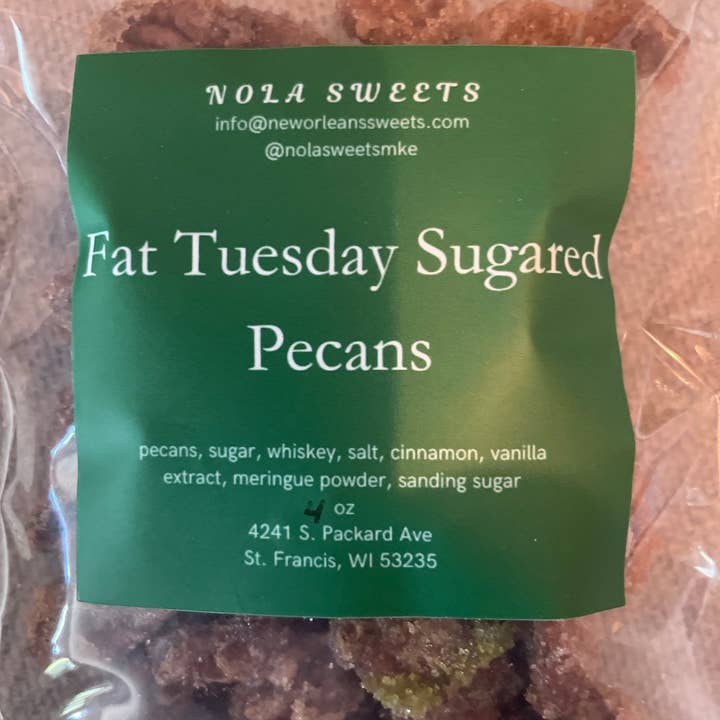 NOLA SWEETS
info@neworleanssweets.com
@nolasweetsmke
Fat Tuesday Sugared
Pecans
pecans, sugar, whiskey, salt, cinnamon, vanilla
extract, meringue powder, sanding sugar
4 oz
4241 S. Packard Ave
St. Francis, WI 53235